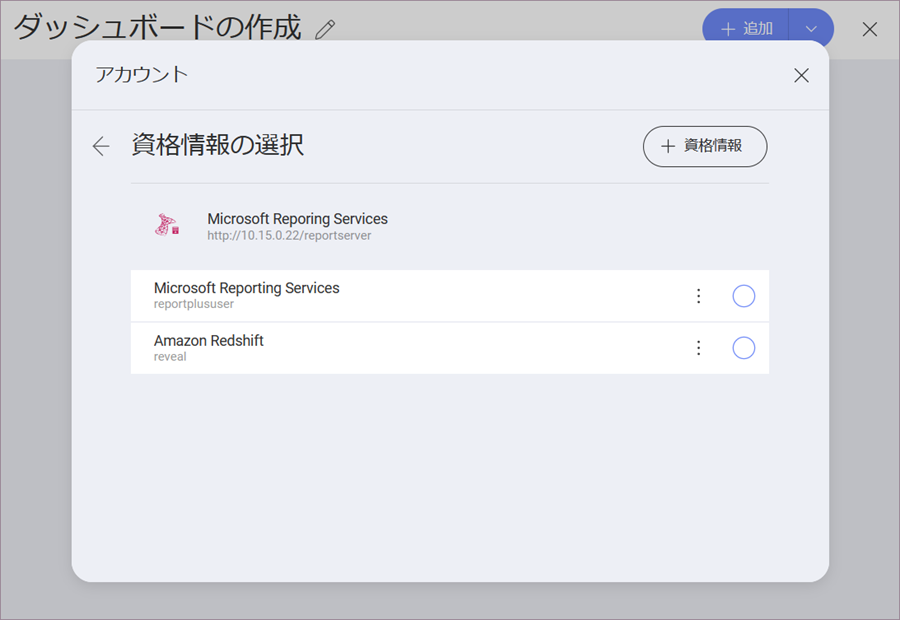 ダッシュボードの作成
+ 追加
アカウント
資格情報の選択
+ 資格情報
Microsoft Reporing Services
http://10.15.0.22/reportserver
Microsoft Reporting Services
reportplususer
Amazon Redshift
reveal